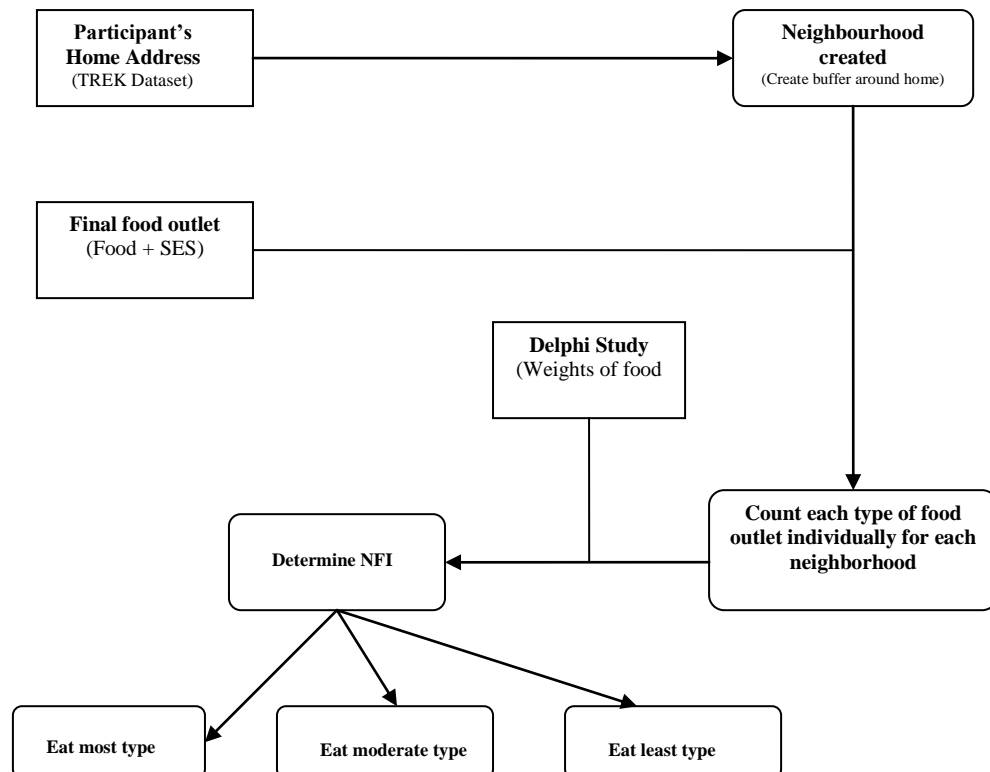 Participant's
Home Address
(TREK Dataset)
Neighbourhood
created
(Create buffer around home)
Final food outlet
(Food + SES)
Delphi Study
(Weights of food
Count each type of food
outlet individually for each
neighborhood
Determine NFI
Eat most type
Eat moderate type
Eat least type